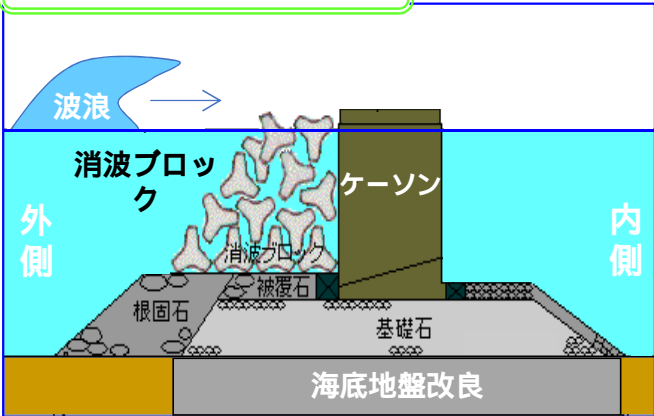 波浪
消波ブロッ
ク
ケーソン
外
側
内
側
消波ブロック
被覆石
根固石
基礎石
海底地盤改良